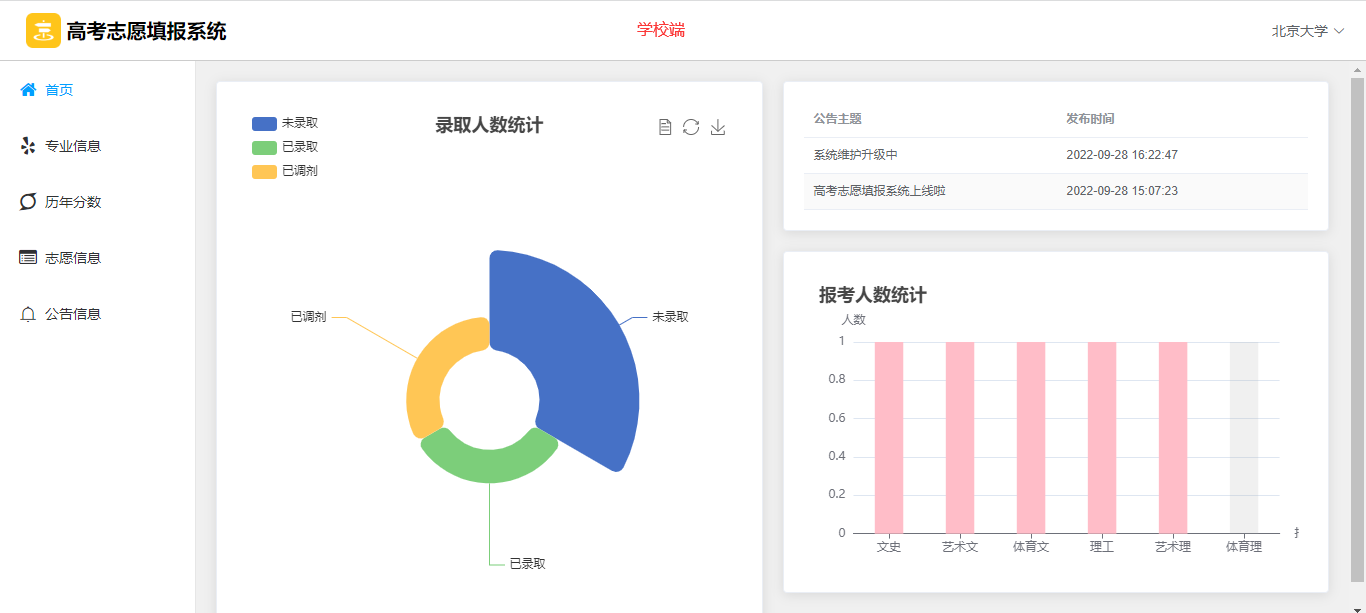 高考志愿填报系统
学校端
北京大学
首页
专业信息
历年分数
志愿信息
公告信息
录取人数统计
未录取
已录取
已调剂
已调剂
未录取
已录取
公告主题 发布时间
系统维护升级中 2022-09-28 16:22:47
高考志愿填报系统上线啦 2022-09-28 15:07:23
报考人数统计
人数
1
0.8
0.6
0.4
0.2
0
文史 艺术文 体育文 理工 艺术理 体育理